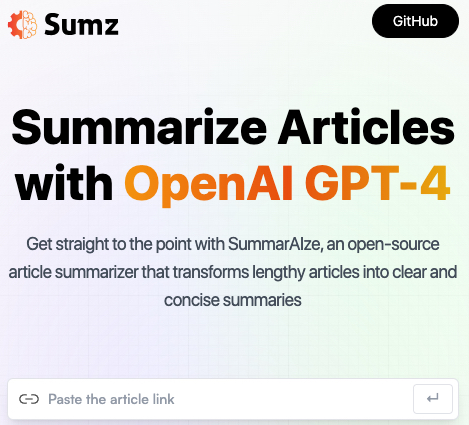 Sumz
GitHub
Summarize Articles
with OpenAI GPT-4
Get straight to the point with SummarAIze, an open-source
article summarizer that transforms lengthy articles into clear and
concise summaries
Paste the article link